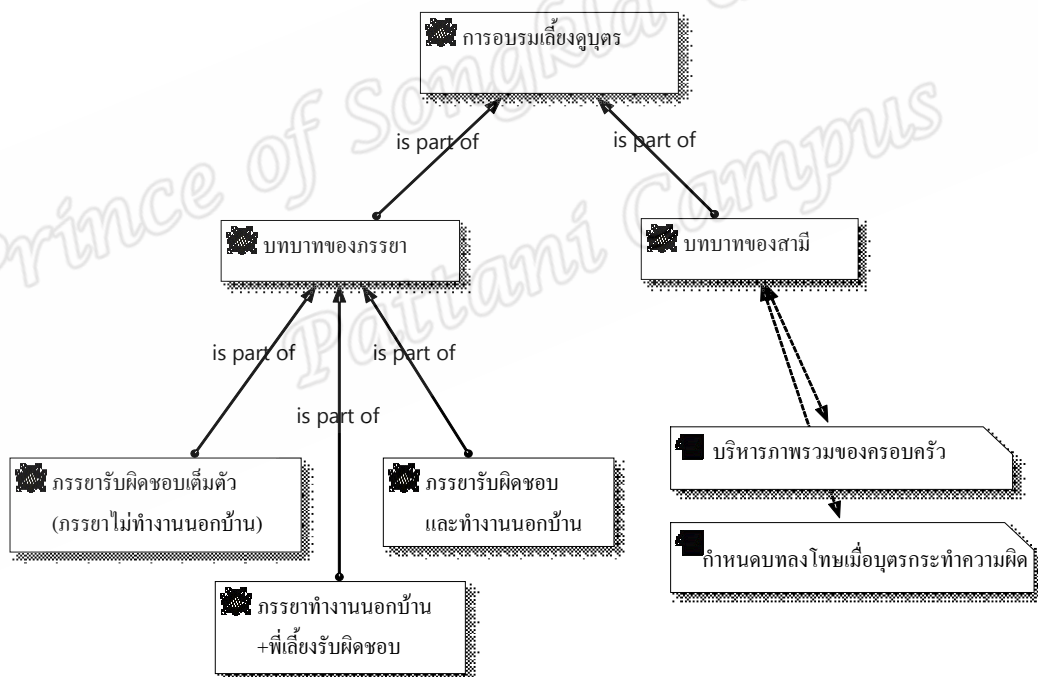 การอบรมเลี้ยงดูบุตร
is part of
is part of
บทบาทของภรรยา
บทบาทของสามี
is part of
is part of
is part of
ภรรยารับผิดชอบเต็มตัว
(ภรรยาไม่ทำงานนอกบ้าน)
ภรรยารับผิดชอบ
และทำงานนอกบ้าน
บริหารภาพรวมของครอบครัว
กำหนดบทลงโทษเมื่อบุตรกระทำความผิด
ภรรยาทำงานนอกบ้าน
+พี่เลี้ยงรับผิดชอบ
Prince of Songkla
Pattani Campus